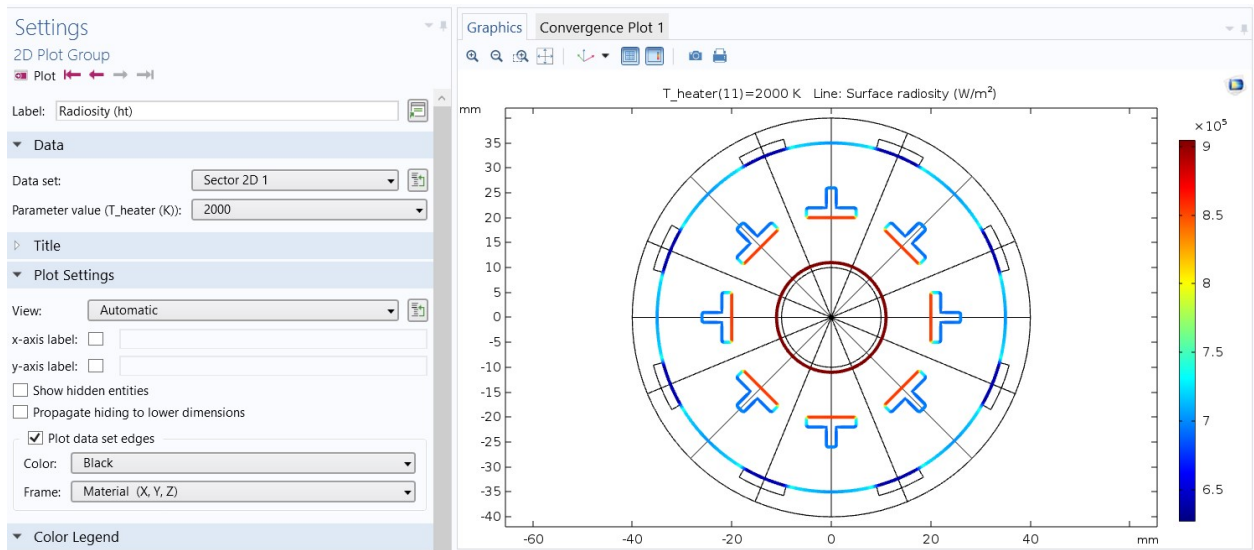 Settings
2D Plot Group
Plot
Label: Radiosity (ht)
Data
Data set: Sector 2D 1
Parameter value (T_heater (K)): 2000
Title
Plot Settings
View: Automatic
x-axis label:
y-axis label:
Show hidden entities
Propagate hiding to lower dimensions
Plot data set edges
Color: Black
Frame: Material (X, Y, Z)
Color Legend
Graphics Convergence Plot 1
T_heater(11)=2000 K Line: Surface radiosity (W/m²)
mm
35
30
25
20
15
10
5
0
-5
-10
-15
-20
-25
-30
-35
-40
-60 -40 -20 0 20 40 mm
×10⁵
9
8.5
8
7.5
7
6.5